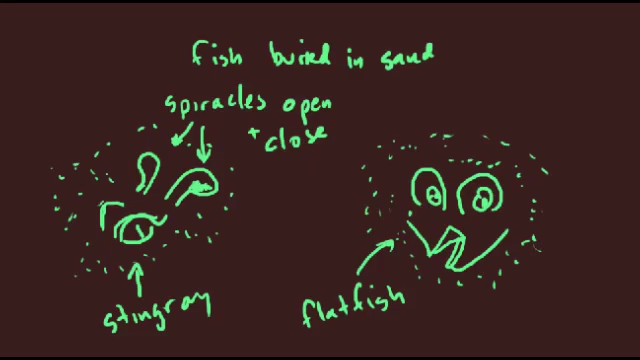 fish buried in sand
spiracles open
+ close
stingray
flatfish